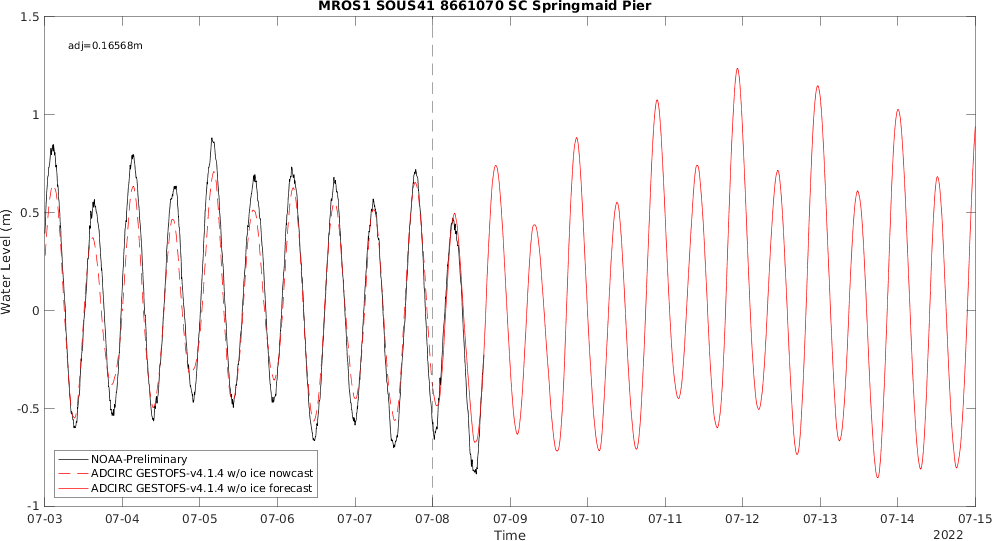 MROS1 SOUS41 8661070 SC Springmaid Pier
adj=0.16568m
1.5
1
0.5
0
-0.5
-1
Water Level (m)
NOAA-Preliminary
ADCIRC GESTOFS-v4.1.4 w/o ice nowcast
ADCIRC GESTOFS-v4.1.4 w/o ice forecast
07-03 07-04 07-05 07-06 07-07 07-08 07-09 07-10 07-11 07-12 07-13 07-14 07-15
Time
2022